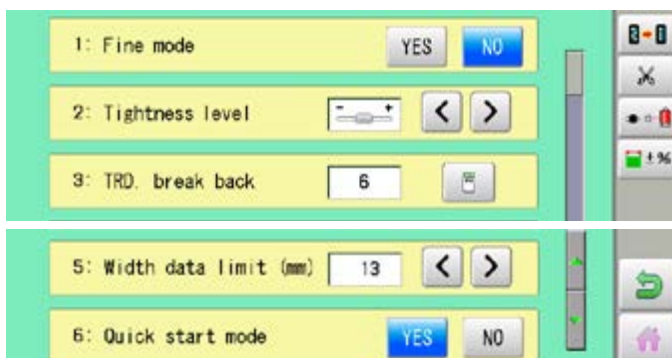 1: Fine mode YES NO
2: Tightness level - +
3: TRD. break back 6
±%
5: Width data limit (mm) 13
6: Quick start mode YES NO